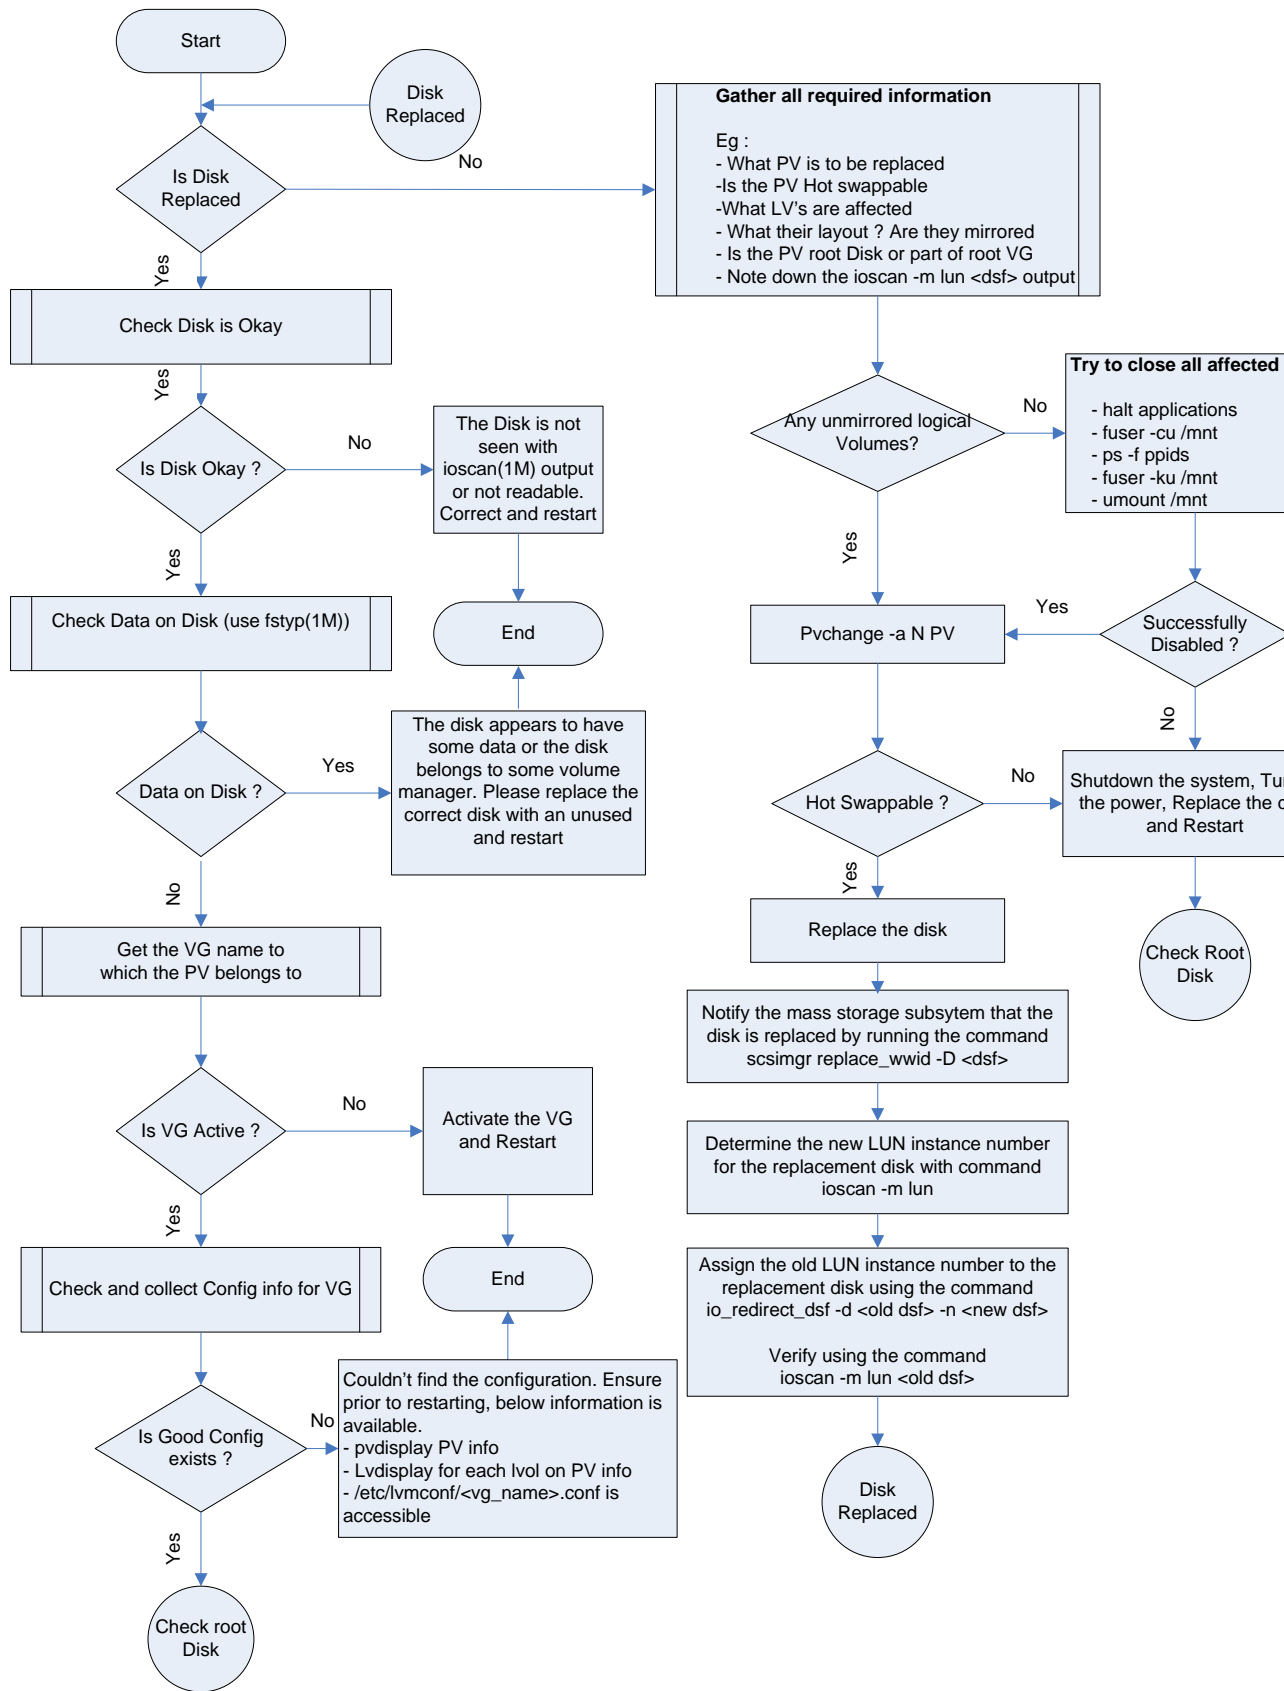 Start
Disk
Replaced
Is Disk
Replaced
No
Yes
Gather all required information
Eg :
- What PV is to be replaced
-Is the PV Hot swappable
-What LV's are affected
- What their layout ? Are they mirrored
- Is the PV root Disk or part of root VG
- Note down the ioscan -m lun <dsf> output
Check Disk is Okay
Yes
Is Disk Okay ?
No
The Disk is not
seen with
ioscan(1M) output
or not readable.
Correct and restart
Yes
Check Data on Disk (use fstyp(1M))
End
Data on Disk ?
Yes
The disk appears to have
some data or the disk
belongs to some volume
manager. Please replace the
correct disk with an unused
and restart
No
Get the VG name to
which the PV belongs to
Is VG Active ?
No
Activate the VG
and Restart
Yes
Check and collect Config info for VG
End
Is Good Config
exists ?
No
Couldn't find the configuration. Ensure
prior to restarting, below information is
available.
- pvdisplay PV info
- Lvdisplay for each lvol on PV info
- /etc/lvmconf/<vg_name>.conf is
accessible
Yes
Check root
Disk
Any unmirrored logical
Volumes?
No
Try to close all affected
- halt applications
- fuser -cu /mnt
- ps -f ppids
- fuser -ku /mnt
- umount /mnt
Yes
Pvchange -a N PV
Yes
Successfully
Disabled ?
No
Hot Swappable ?
No
Shutdown the system,
the power, Replace the
and Restart
Yes
Replace the disk
Check Root
Disk
Notify the mass storage subsytem that the
disk is replaced by running the command
scsimgr replace_wwid -D <dsf>
Determine the new LUN instance number
for the replacement disk with command
ioscan -m lun
Assign the old LUN instance number to the
replacement disk using the command
io_redirect_dsf -d <old dsf> -n <new dsf>
Verify using the command
ioscan -m lun <old dsf>
Disk
Replaced